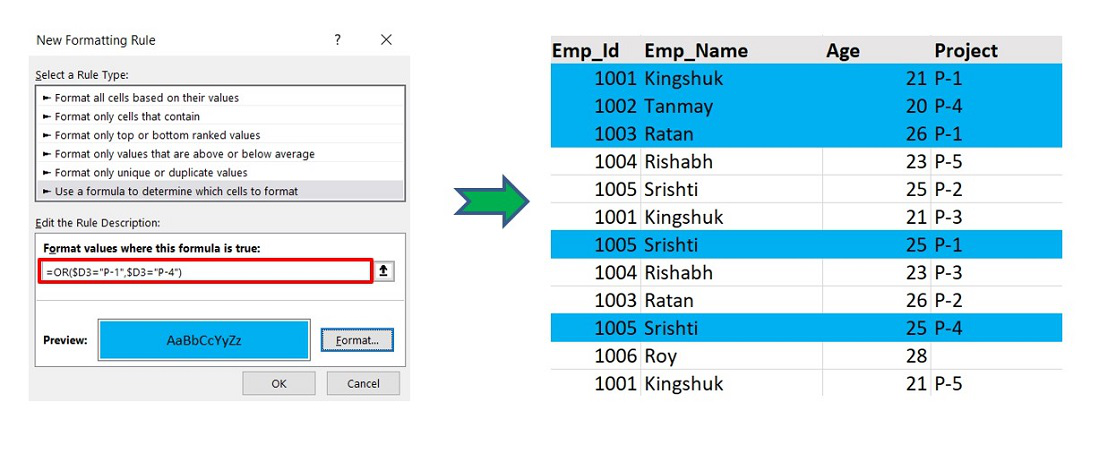 New Formatting Rule ? ×
Select a Rule Type:
► Format all cells based on their values
► Format only cells that contain
► Format only top or bottom ranked values
► Format only values that are above or below average
► Format only unique or duplicate values
► Use a formula to determine which cells to format
Edit the Rule Description:
Format values where this formula is true:
=OR($D3="P-1",$D3="P-4")
Preview: AaBbCcYyZz Format...
OK Cancel
Emp_Id Emp_Name Age Project
1001 Kingshuk 21 P-1
1002 Tanmay 20 P-4
1003 Ratan 26 P-1
1004 Rishabh 23 P-5
1005 Srishti 25 P-2
1001 Kingshuk 21 P-3
1005 Srishti 25 P-1
1004 Rishabh 23 P-3
1003 Ratan 26 P-2
1005 Srishti 25 P-4
1006 Roy 28
1001 Kingshuk 21 P-5